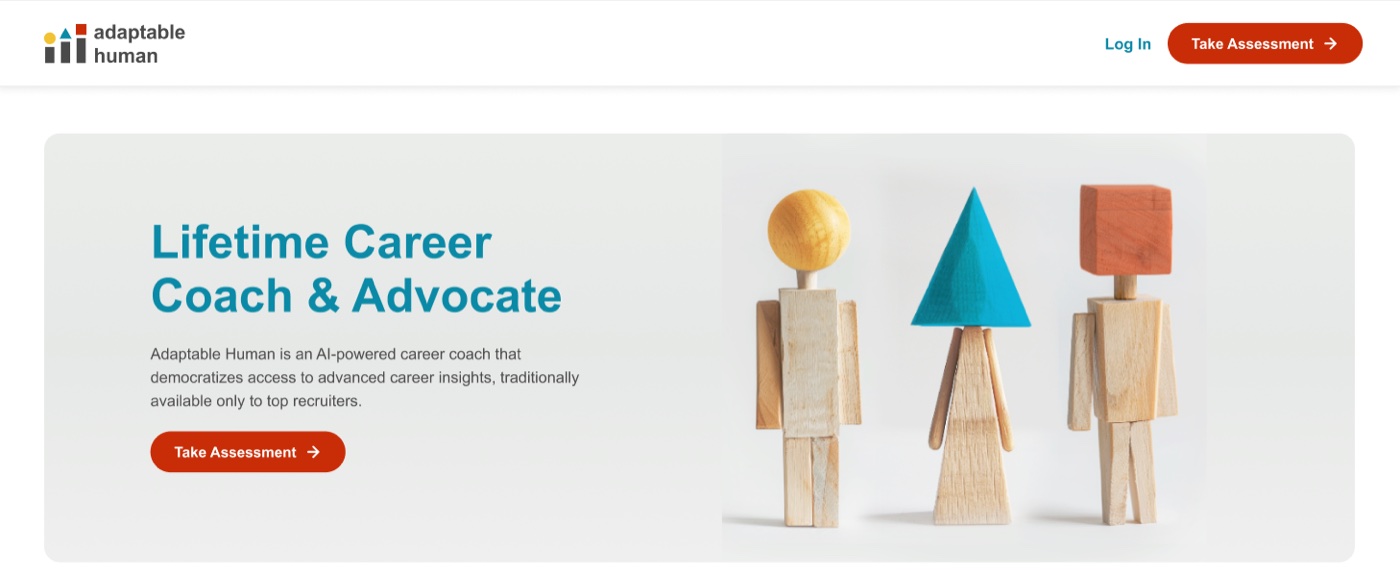 adaptable
human
Log In
Take Assessment
Lifetime Career
Coach & Advocate
Adaptable Human is an AI-powered career coach that
democratizes access to advanced career insights, traditionally
available only to top recruiters.
Take Assessment